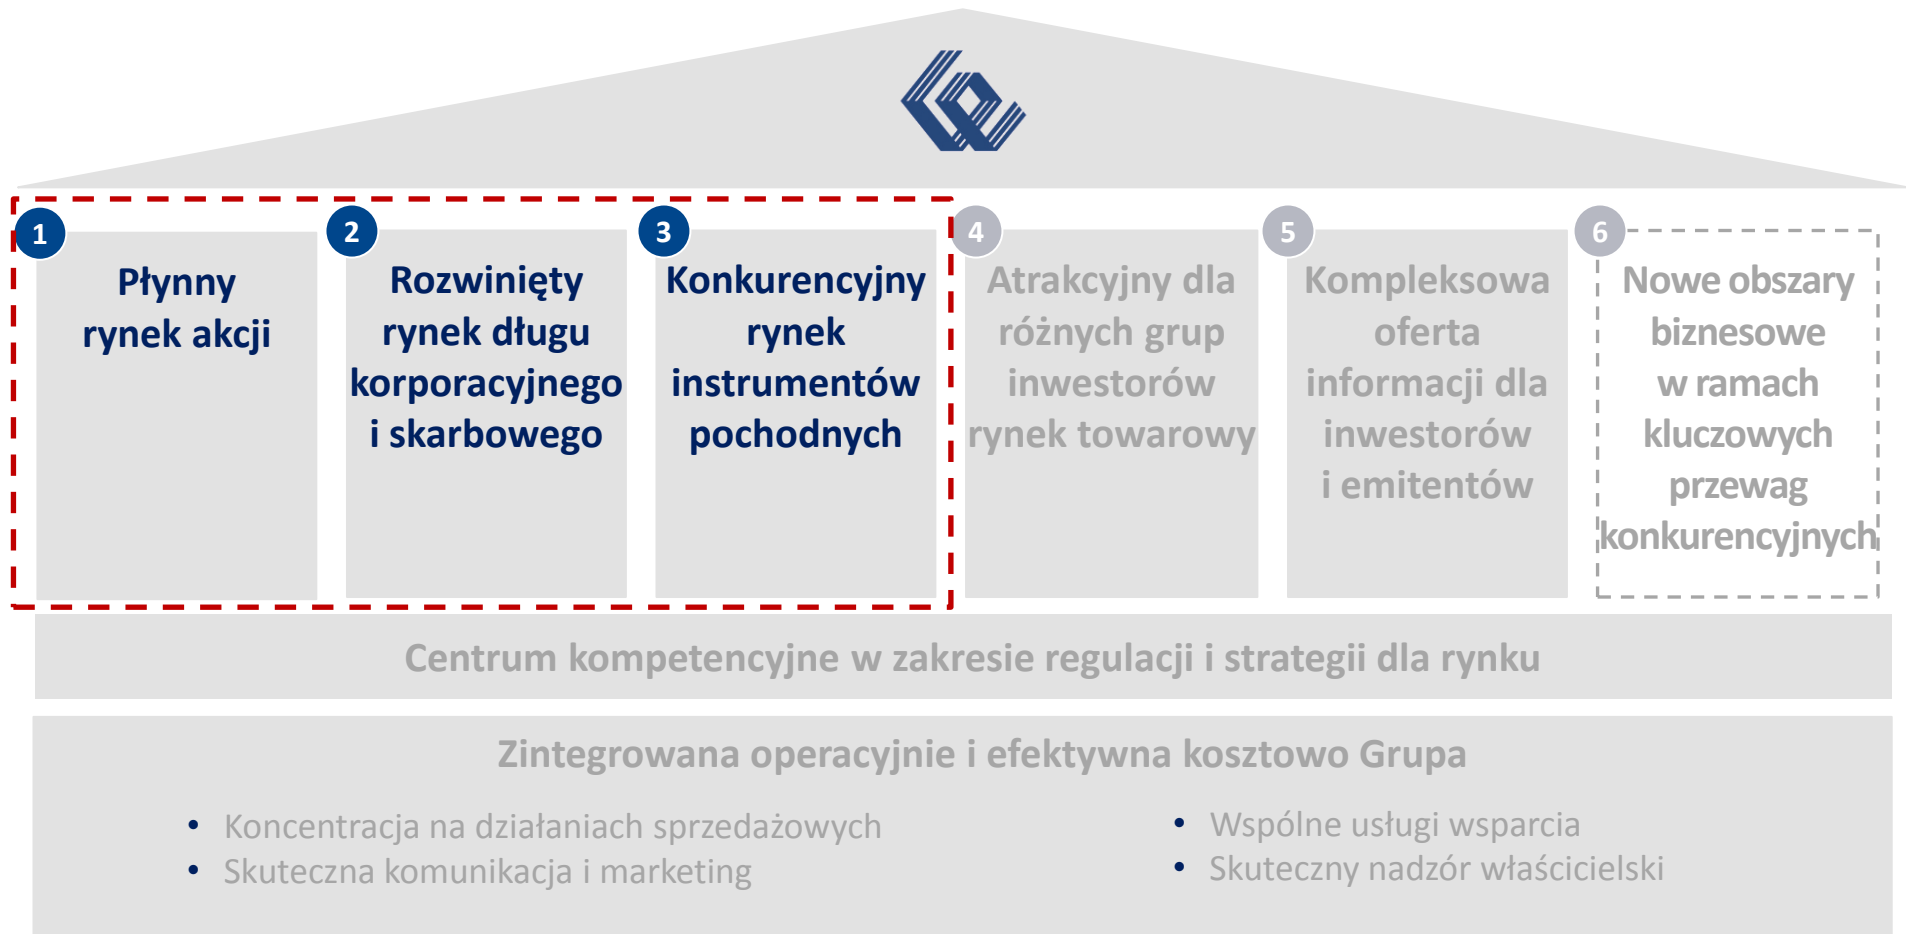 1
Płynny
rynek akcji
2
Rozwinięty
rynek długu
korporacyjnego
i skarbowego
3
Konkurencyjny
rynek
instrumentów
pochodnych
4
Atrakcyjny dla
różnych grup
inwestorów
rynek towarowy
5
Kompleksowa
oferta
informacji dla
inwestorów
i emitentów
6
Nowe obszary
biznesowe
w ramach
kluczowych
przewag
konkurencyjnych
Centrum kompetencyjne w zakresie regulacji i strategii dla rynku
Zintegrowana operacyjnie i efektywna kosztowo Grupa
• Koncentracja na działaniach sprzedażowych
• Skuteczna komunikacja i marketing
• Wspólne usługi wsparcia
• Skuteczny nadzór właścicielski